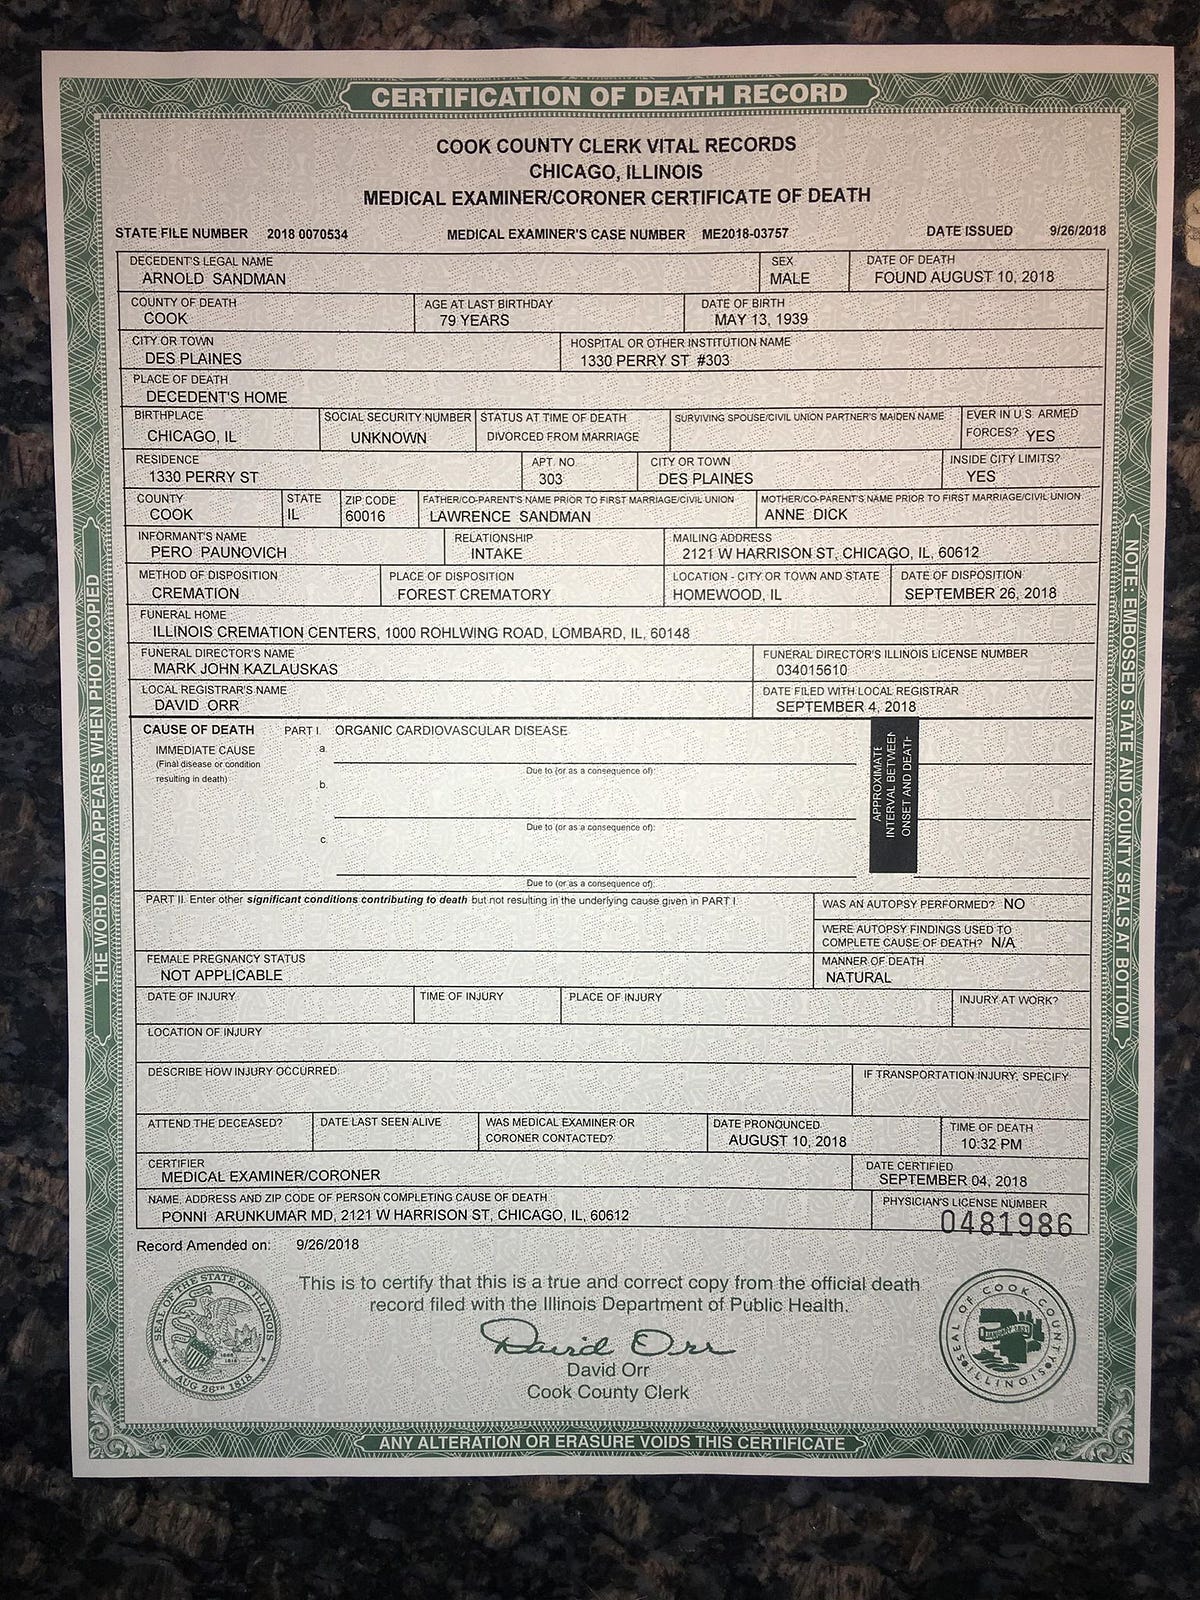 CERTIFICATION OF DEATH RECORD
COOK COUNTY CLERK VITAL RECORDS
CHICAGO, ILLINOIS
MEDICAL EXAMINER/CORONER CERTIFICATE OF DEATH
STATE FILE NUMBER 2018 0070534 MEDICAL EXAMINER'S CASE NUMBER ME2018-03757 DATE ISSUED 9/26/2018
DECEDENT'S LEGAL NAME SEX DATE OF DEATH
ARNOLD SANDMAN MALE FOUND AUGUST 10, 2018
COUNTY OF DEATH AGE AT LAST BIRTHDAY DATE OF BIRTH
COOK 79 YEARS MAY 13, 1939
CITY OR TOWN HOSPITAL OR OTHER INSTITUTION NAME
DES PLAINES 1330 PERRY ST #303
PLACE OF DEATH
DECEDENT'S HOME
BIRTHPLACE SOCIAL SECURITY NUMBER STATUS AT TIME OF DEATH SURVIVING SPOUSE/CIVIL UNION PARTNER'S MAIDEN NAME EVER IN U.S. ARMED
CHICAGO, IL UNKNOWN DIVORCED FROM MARRIAGE FORCES? YES
RESIDENCE APT. NO. CITY OR TOWN INSIDE CITY LIMITS?
1330 PERRY ST 303 DES PLAINES YES
COUNTY STATE ZIP CODE FATHER/CO-PARENT'S NAME PRIOR TO FIRST MARRIAGE/CIVIL UNION MOTHER/CO-PARENT'S NAME PRIOR TO FIRST MARRIAGE/CIVIL UNION
COOK IL 60016 LAWRENCE SANDMAN ANNE DICK
INFORMANT'S NAME RELATIONSHIP MAILING ADDRESS
PERO PAUNOVICH INTAKE 2121 W HARRISON ST, CHICAGO, IL, 60612
METHOD OF DISPOSITION PLACE OF DISPOSITION LOCATION - CITY OR TOWN AND STATE DATE OF DISPOSITION
CREMATION FOREST CREMATORY HOMEWOOD, IL SEPTEMBER 26, 2018
FUNERAL HOME
ILLINOIS CREMATION CENTERS, 1000 ROHLWING ROAD, LOMBARD, IL, 60148
FUNERAL DIRECTOR'S NAME FUNERAL DIRECTOR'S ILLINOIS LICENSE NUMBER
MARK JOHN KAZLAUSKAS 034015610
LOCAL REGISTRAR'S NAME DATE FILED WITH LOCAL REGISTRAR
DAVID ORR SEPTEMBER 4, 2018
CAUSE OF DEATH PART I. ORGANIC CARDIOVASCULAR DISEASE
IMMEDIATE CAUSE a.
(Final disease or condition
resulting in death)
Due to (or as a consequence of):
b.
Due to (or as a consequence of):
c.
Due to (or as a consequence of):
APPROXIMATE
INTERVAL BETWEEN
ONSET AND DEATH
PART II. Enter other significant conditions contributing to death but not resulting in the underlying cause given in PART I. WAS AN AUTOPSY PERFORMED? NO
WERE AUTOPSY FINDINGS USED TO
COMPLETE CAUSE OF DEATH? N/A
FEMALE PREGNANCY STATUS MANNER OF DEATH
NOT APPLICABLE NATURAL
DATE OF INJURY TIME OF INJURY PLACE OF INJURY INJURY AT WORK?
LOCATION OF INJURY
DESCRIBE HOW INJURY OCCURRED: IF TRANSPORTATION INJURY, SPECIFY
ATTEND THE DECEASED? DATE LAST SEEN ALIVE WAS MEDICAL EXAMINER OR DATE PRONOUNCED TIME OF DEATH
CORONER CONTACTED? AUGUST 10, 2018 10:32 PM
CERTIFIER DATE CERTIFIED
MEDICAL EXAMINER/CORONER SEPTEMBER 04, 2018
NAME, ADDRESS AND ZIP CODE OF PERSON COMPLETING CAUSE OF DEATH PHYSICIAN'S LICENSE NUMBER
PONNI ARUNKUMAR MD, 2121 W HARRISON ST, CHICAGO, IL, 60612 0481986
Record Amended on: 9/26/2018
This is to certify that this is a true and correct copy from the official death
record filed with the Illinois Department of Public Health.
David Orr
David Orr
Cook County Clerk
SEAL OF THE STATE OF ILLINOIS
AUG 26TH 1818
SEAL OF COOK COUNTY
ILLINOIS
ANY ALTERATION OR ERASURE VOIDS THIS CERTIFICATE
THE WORD VOID APPEARS WHEN PHOTOCOPIED
NOTE: EMBOSSED STATE AND COUNTY SEALS AT BOTTOM